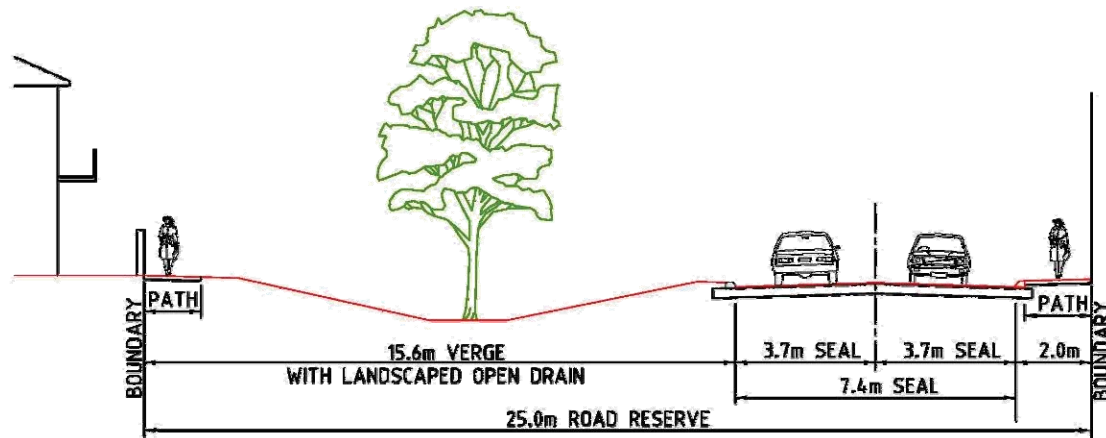 PATH
PATH
BOUNDARY
BOUNDARY
15.6m VERGE
3.7m SEAL
3.7m SEAL
2.0m
WITH LANDSCAPED OPEN DRAIN
7.4m SEAL
25.0m ROAD RESERVE